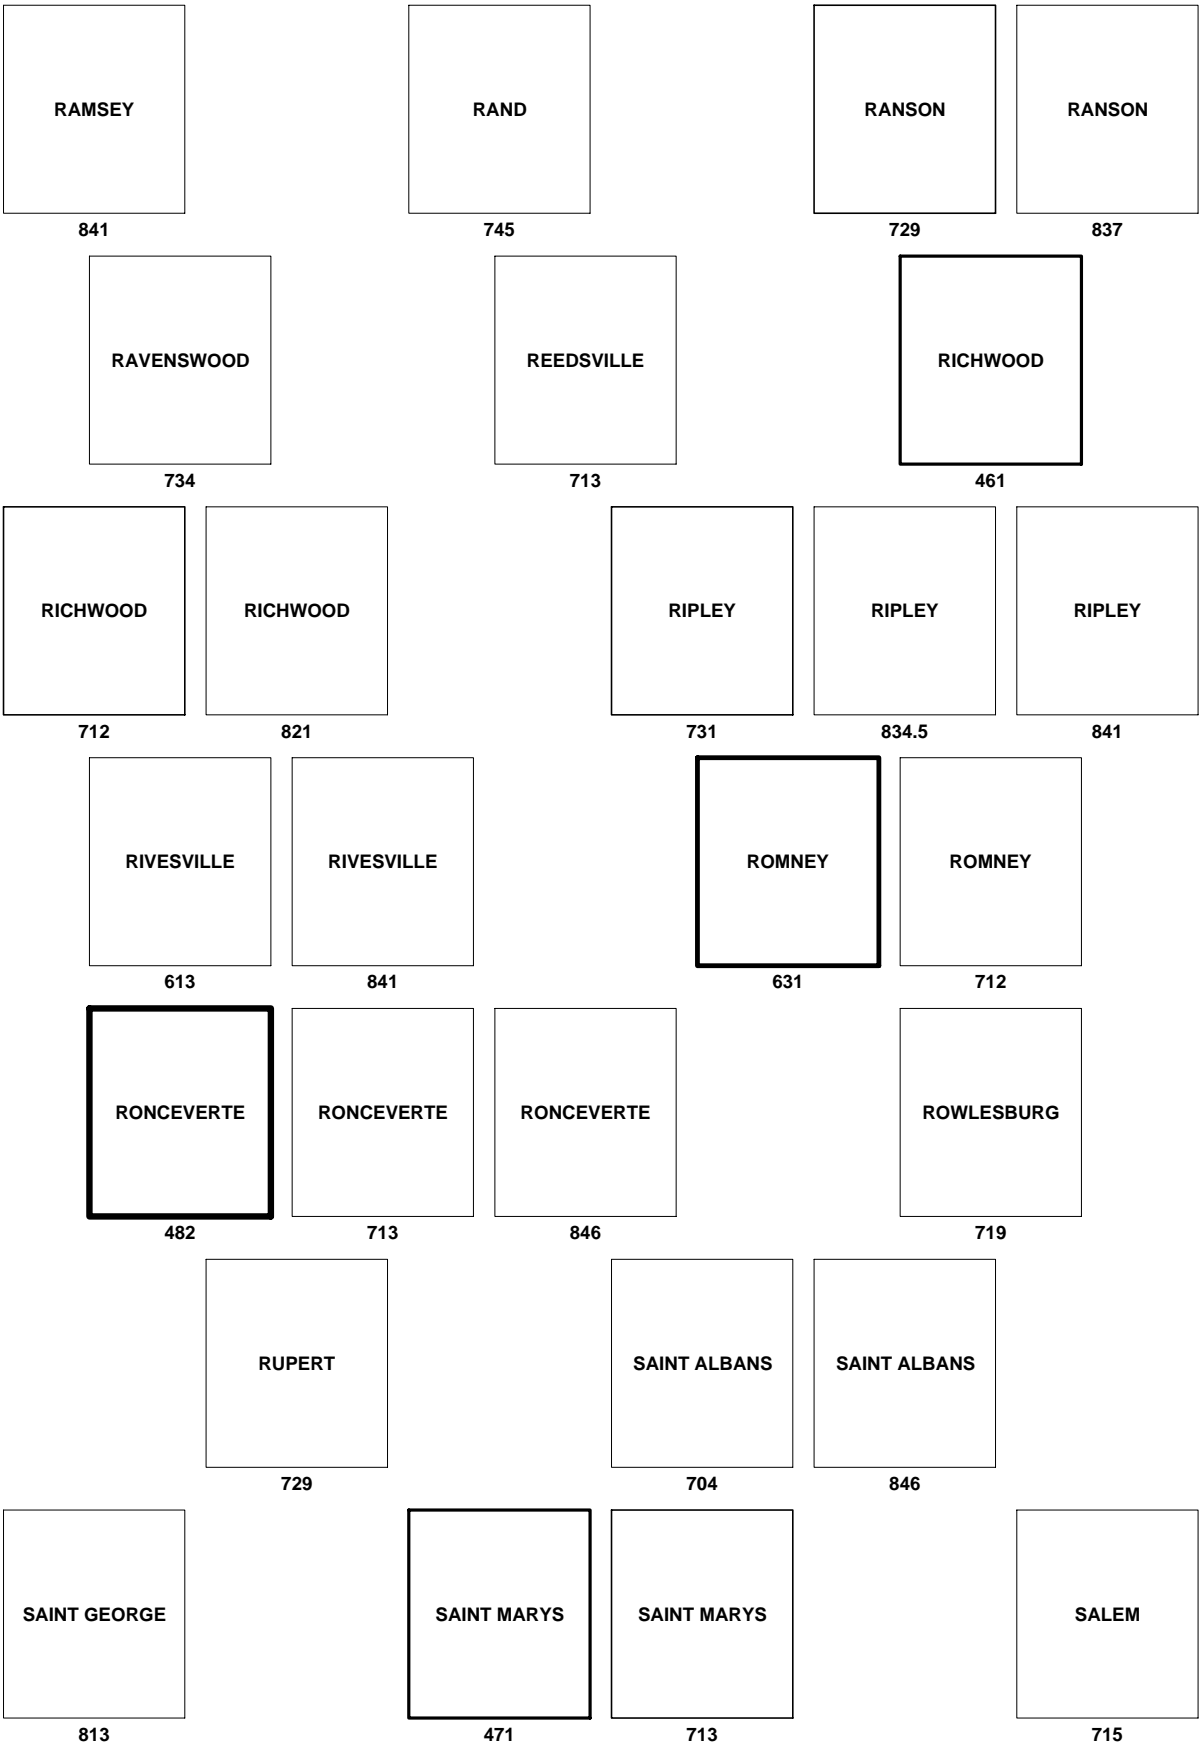 RAMSEY
RAND
RANSON
RANSON
841
745
729
837
RAVENSWOOD
REEDSVILLE
RICHWOOD
734
713
461
RICHWOOD
RICHWOOD
RIPLEY
RIPLEY
RIPLEY
712
821
731
834.5
841
RIVESVILLE
RIVESVILLE
ROMNEY
ROMNEY
613
841
631
712
RONCEVERTE
RONCEVERTE
RONCEVERTE
ROWLESBURG
482
713
846
719
RUPERT
SAINT ALBANS
SAINT ALBANS
729
704
846
SAINT GEORGE
SAINT MARYS
SAINT MARYS
SALEM
813
471
713
715